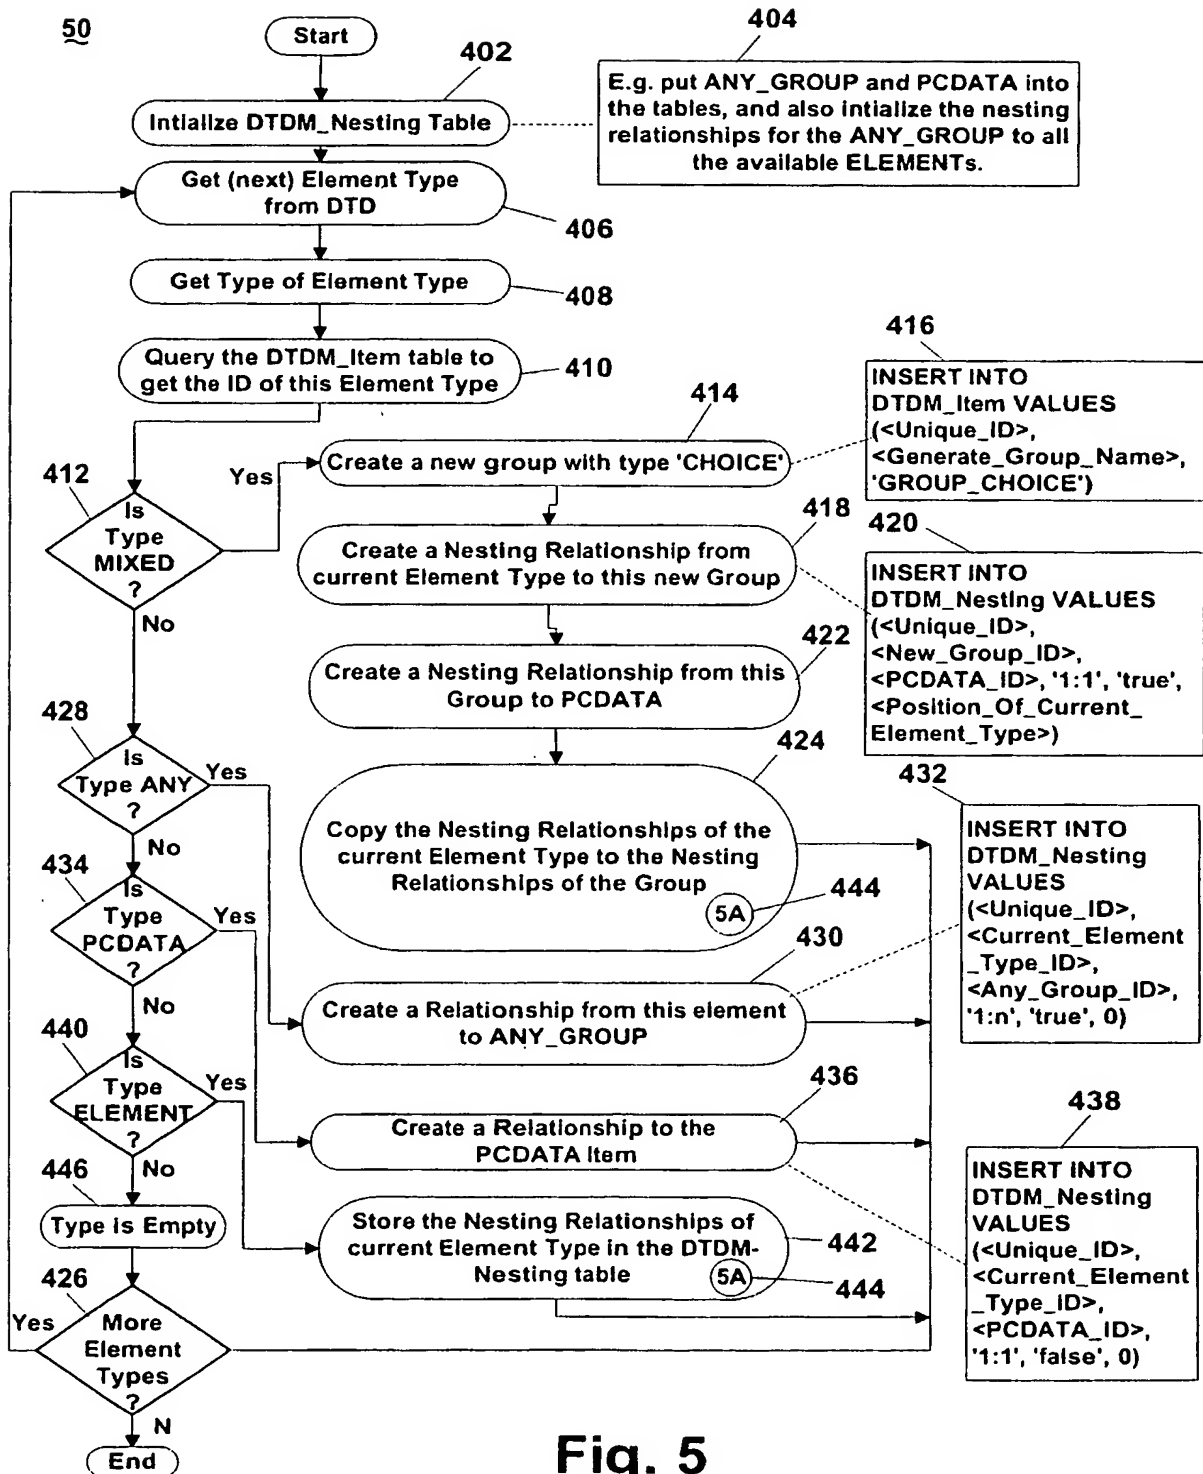 50
Start
402
404
Intialize DTDM_Nesting Table
E.g. put ANY_GROUP and PCDATA into
the tables, and also intialize the nesting
relationships for the ANY_GROUP to all
the available ELEMENTs.
Get (next) Element Type
from DTD
406
Get Type of Element Type
408
Query the DTDM_Item table to
get the ID of this Element Type
410
412
Is
Type
MIXED
?
Yes
No
414
Create a new group with type 'CHOICE'
416
INSERT INTO
DTDM_Item VALUES
(<Unique_ID>,
<Generate_Group_Name>,
'GROUP_CHOICE')
418
Create a Nesting Relationship from
current Element Type to this new Group
420
INSERT INTO
DTDM_Nesting VALUES
(<Unique_ID>,
<New_Group_ID>,
<PCDATA_ID>, '1:1', 'true',
<Position_Of_Current_
Element_Type>)
422
Create a Nesting Relationship from this
Group to PCDATA
424
Copy the Nesting Relationships of the
current Element Type to the Nesting
Relationships of the Group
5A
444
428
Is
Type ANY
?
Yes
No
430
Create a Relationship from this element
to ANY_GROUP
432
INSERT INTO
DTDM_Nesting
VALUES
(<Unique_ID>,
<Current_Element
_Type_ID>,
<Any_Group_ID>,
'1:n', 'true', 0)
434
Is
Type
PCDATA
?
Yes
No
436
Create a Relationship to the
PCDATA Item
438
INSERT INTO
DTDM_Nesting
VALUES
(<Unique_ID>,
<Current_Element
_Type_ID>,
<PCDATA_ID>,
'1:1', 'false', 0)
440
Is
Type
ELEMENT
?
Yes
No
442
Store the Nesting Relationships of
current Element Type in the DTDM-
Nesting table
5A
444
446
Type is Empty
426
Yes
More
Element
Types
?
N
End
Fig. 5